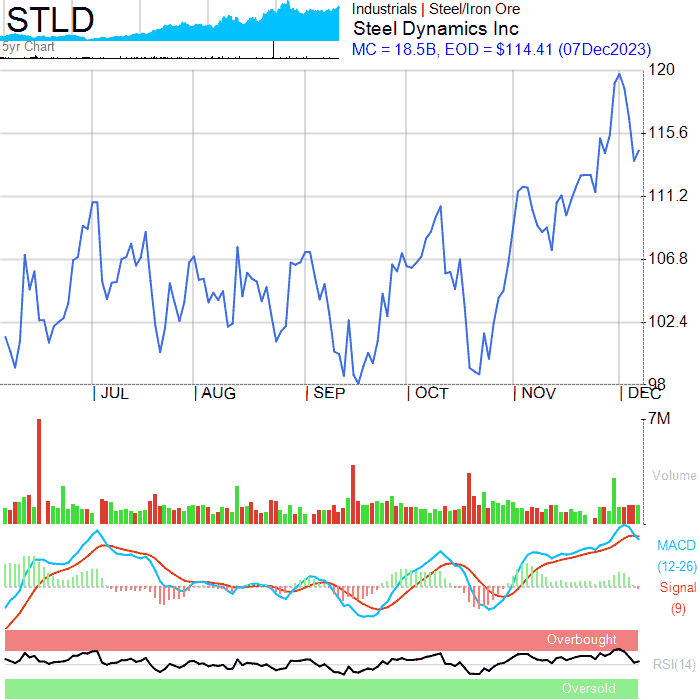 STLD
5yr Chart
Industrials | Steel/Iron Ore
Steel Dynamics Inc
MC = 18.5B, EOD = $114.41 (07Dec2023)
120
115.6
111.2
106.8
102.4
98
JUL AUG SEP OCT NOV DEC
7M
Volume
MACD
(12-26)
Signal
(9)
Overbought
RSI(14)
Oversold